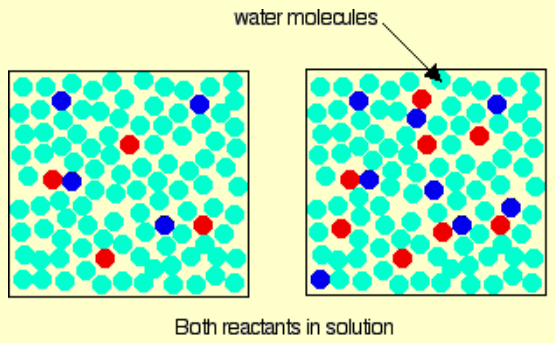 water molecules
Both reactants in solution